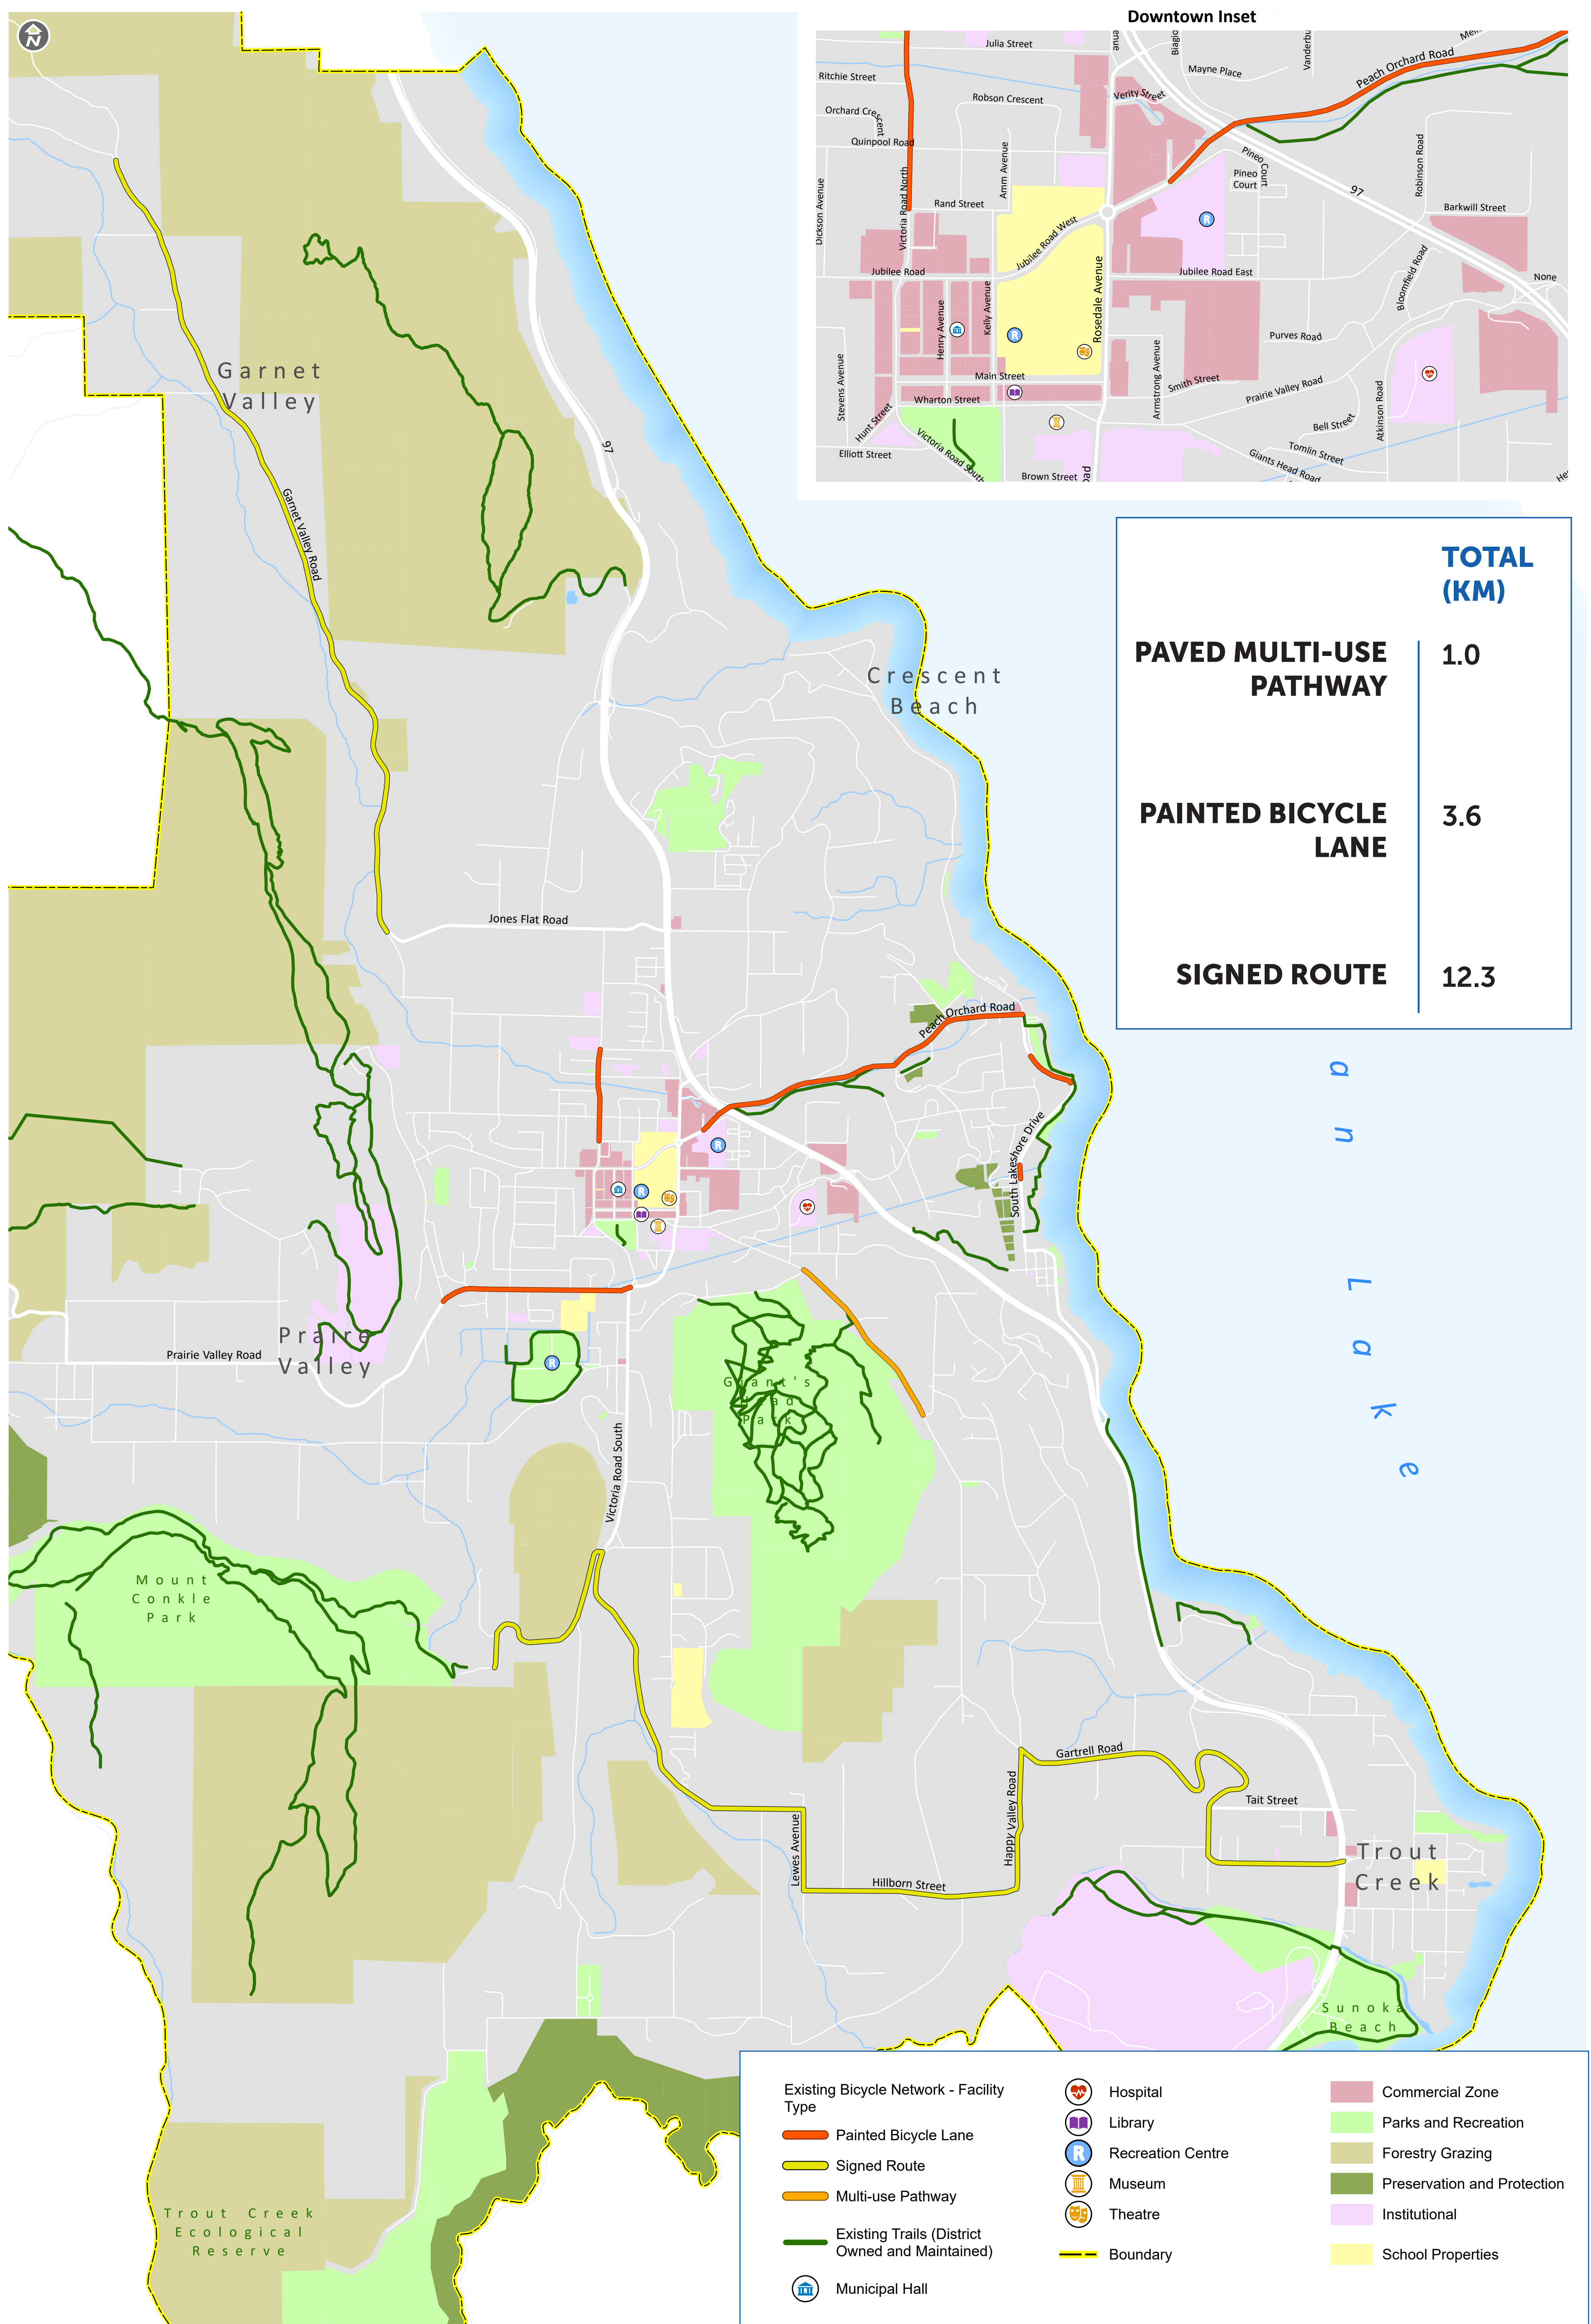 N
Downtown Inset
Julia Street
Ritchie Street
Mayne Place
Peach Orchard Road
Robson Crescent
Verity Street
Orchard Crescent
Quinpool Road
Amm Avenue
Pineo Court
Pineo
Court
Robinson Road
97
Dickson Avenue
Victoria Road North
Rand Street
Barkwill Street
Jubilee Road West
Jubilee Road
Jubilee Road East
Bloomfield Road
None
Rosedale Avenue
Henry Avenue
Kelly Avenue
R
R
Purves Road
Stevens Avenue
Main Street
Armstrong Avenue
Smith Street
Prairie Valley Road
Atkinson Road
Wharton Street
Hunt Street
Bell Street
Elliott Street
Victoria Road South
Tomlin Street
Giants Head Road
Brown Street
TOTAL
(KM)
PAVED MULTI-USE
PATHWAY
1.0
PAINTED BICYCLE
LANE
3.6
SIGNED ROUTE
12.3
Garnet
Valley
97
Garnet Valley Road
Crescent
Beach
Jones Flat Road
Peach Orchard Road
a n L a k e
South Lakeshore Drive
R
R
Praire
Valley
Prairie Valley Road
R
Giant's
Head
Park
Victoria Road South
Mount
Conkle
Park
Gartrell Road
Happy Valley Road
Tait Street
Lewes Avenue
Hillborn Street
Trout
Creek
Sunoka
Beach
Trout Creek
Ecological
Reserve
Existing Bicycle Network - Facility
Type
Painted Bicycle Lane
Signed Route
Multi-use Pathway
Existing Trails (District
Owned and Maintained)
Municipal Hall
Hospital
Library
R
Recreation Centre
Museum
Theatre
Boundary
Commercial Zone
Parks and Recreation
Forestry Grazing
Preservation and Protection
Institutional
School Properties